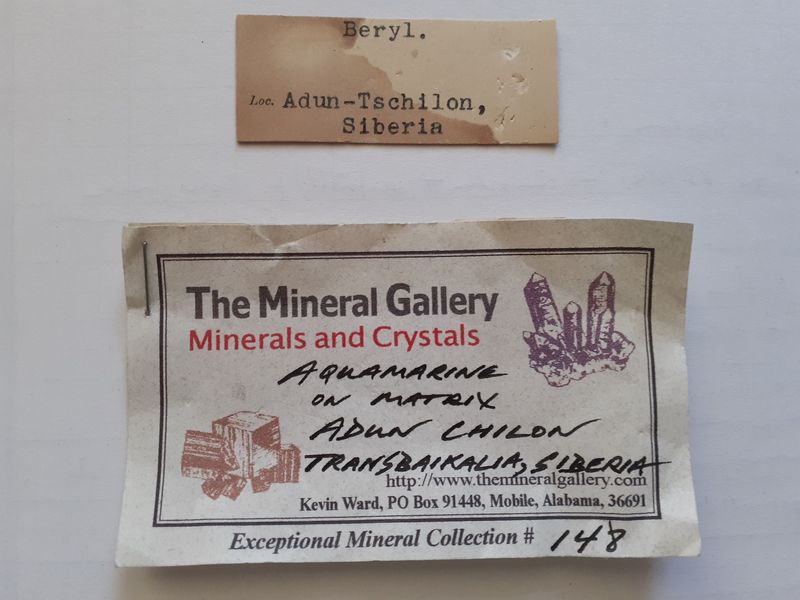 Beryl.
Loc. Adun-Tschilon,
Siberia
The Mineral Gallery
Minerals and Crystals
AQUAMARINE
ON MATRIX
ADUN CHILON
TRANSBAIKALIA, SIBERIA
http://www.themineralgallery.com
Kevin Ward, PO Box 91448, Mobile, Alabama, 36691
Exceptional Mineral Collection # 148